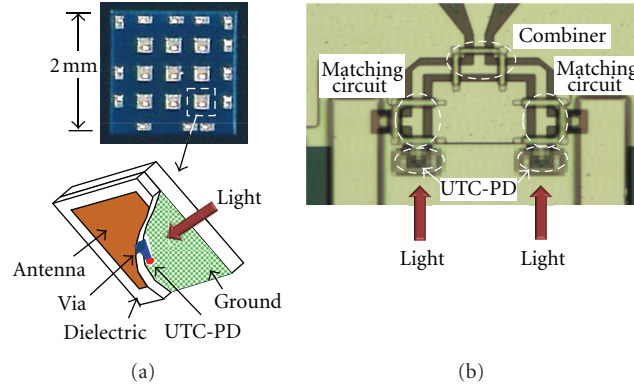 2 mm
Light
Antenna
Via
Dielectric
UTC-PD
Ground
(a)
Combiner
Matching
circuit
Matching
circuit
UTC-PD
Light
Light
(b)